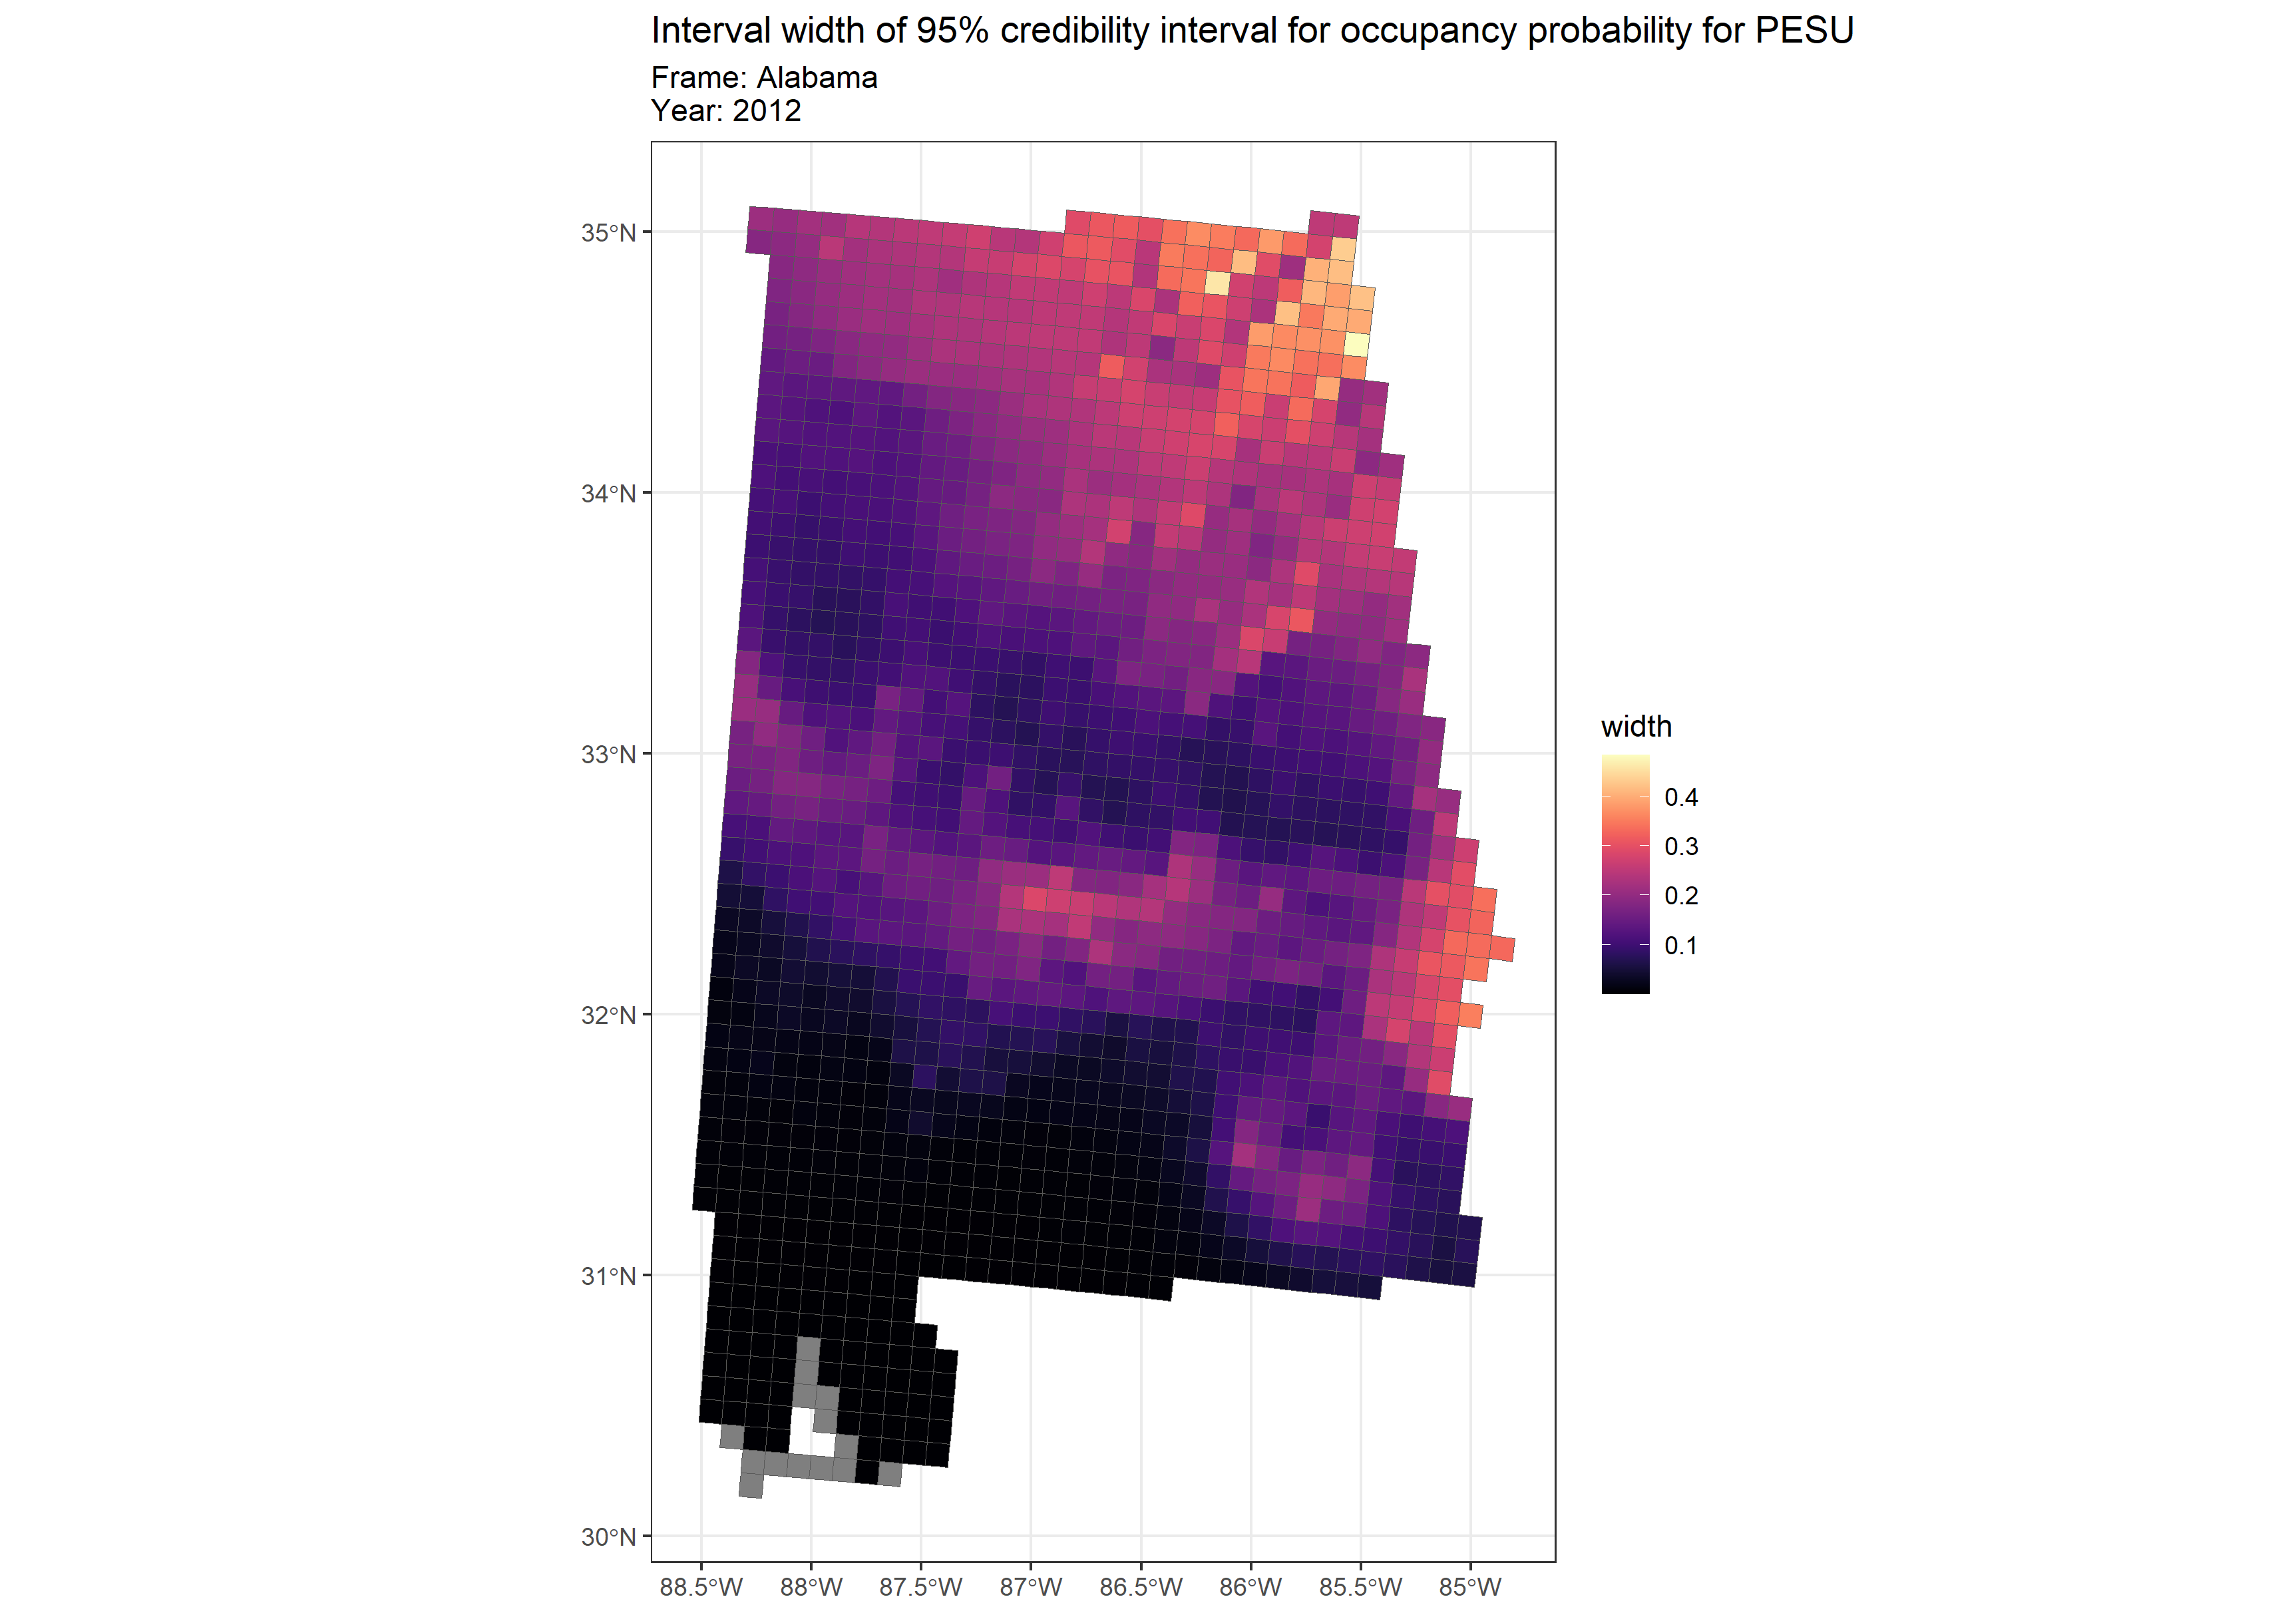 Interval width of 95% credibility interval for occupancy probability for PESU
Frame: Alabama
Year: 2012
35°N
34°N
33°N
32°N
31°N
30°N
88.5°W
88°W
87.5°W
87°W
86.5°W
86°W
85.5°W
85°W
width
0.4
0.3
0.2
0.1